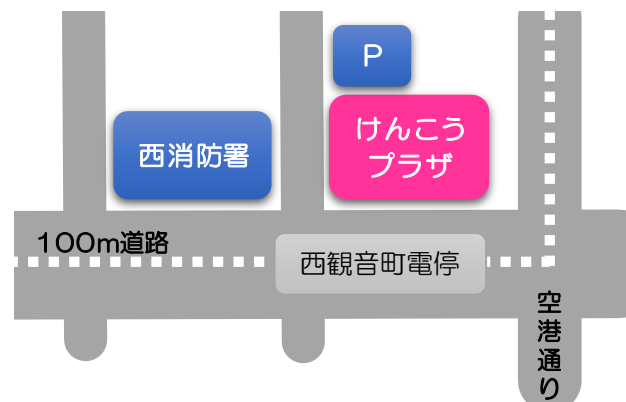 P
けんこう
プラザ
西消防署
100m道路
西観音町電停
空港通り